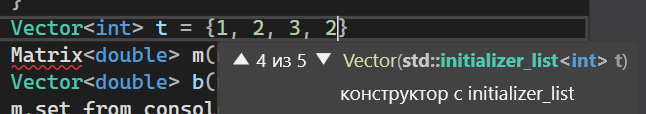 }
Vector<int> t = {1, 2, 3, 2}
Matrix<double> m(
▲ 4 из 5 ▼ Vector(std::initializer_list<int> t)
Vector<double> b(
конструктор с initializer_list
m.set_from_consol